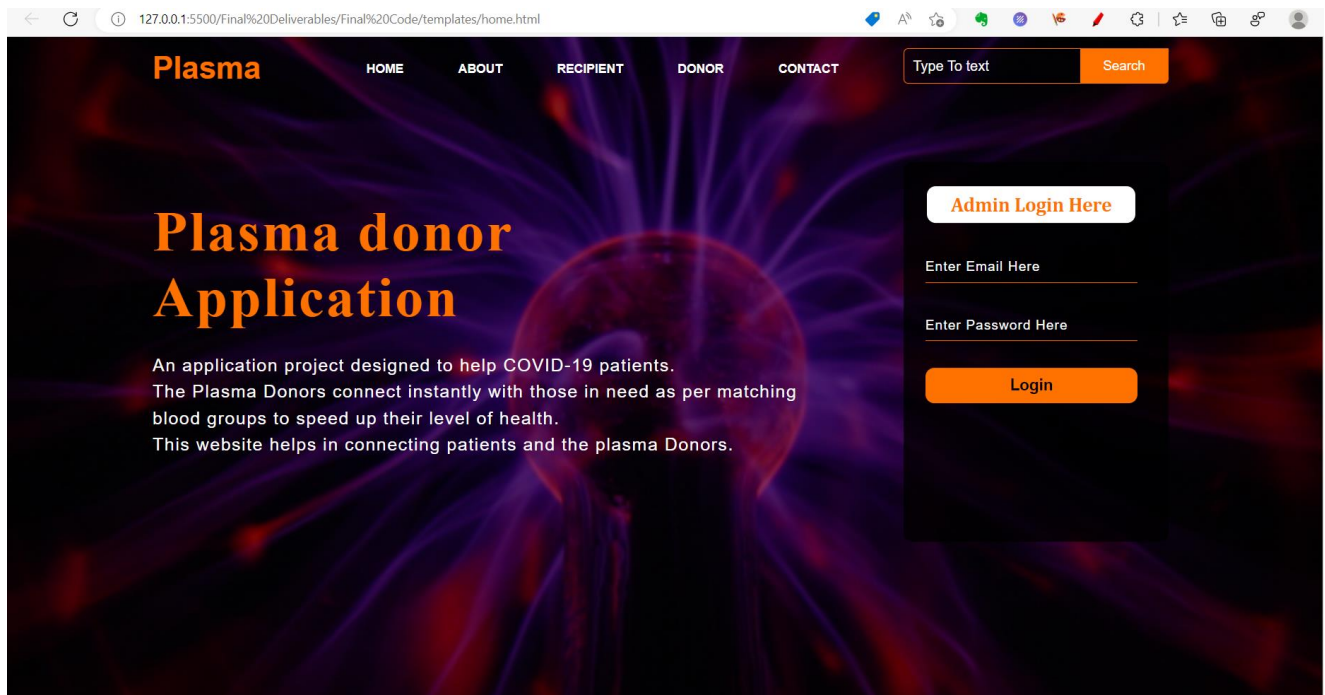 127.0.0.1:5500/Final%20Deliverables/Final%20Code/templates/home.html
Plasma
HOME ABOUT RECIPIENT DONOR CONTACT
Type To text Search
Plasma donor
Application
An application project designed to help COVID-19 patients.
The Plasma Donors connect instantly with those in need as per matching
blood groups to speed up their level of health.
This website helps in connecting patients and the plasma Donors.
Admin Login Here
Enter Email Here
Enter Password Here
Login